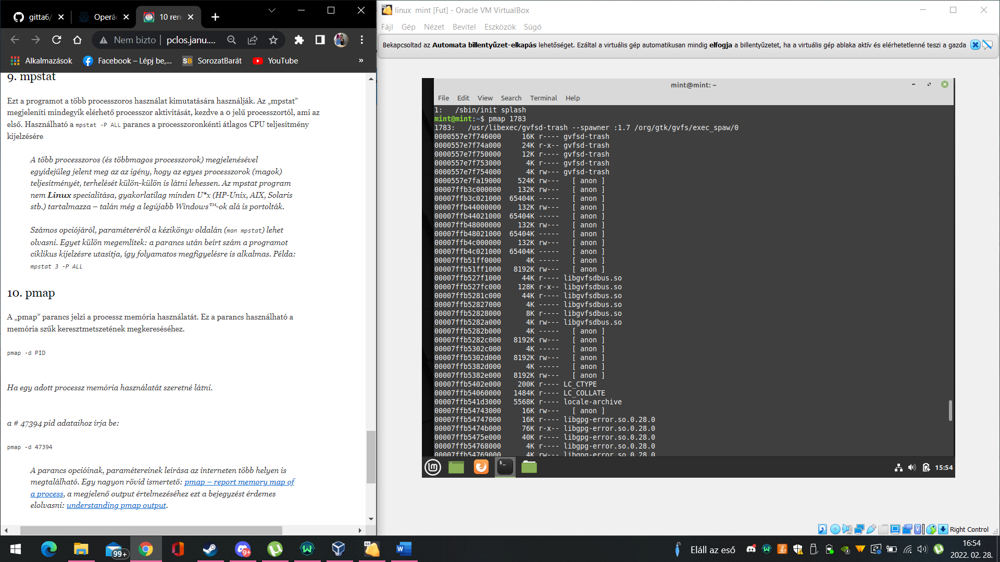 gitta6/
Operác
10 ren
Nem bizto
pclos.janu....
Alkalmazások
Facebook – Lépj be,...
SorozatBarát
YouTube
»
9. mpstat
Ezt a programot a több processzoros használat kimutatására használják. Az „mpstat”
megjeleníti mindegyik elérhető processzor aktivitását, kezdve a 0 jelű processzortól, ami az
első. Használható a mpstat -P ALL parancs a processzoronkénti átlagos CPU teljesítmény
kijelzésére
A több processzoros (és többmagos processzorok) megjelenésével
egyidejűleg jelent meg az az igény, hogy az egyes processzorok (magok)
teljesítményét, terhelését külön-külön is látni lehessen. Az mpstat program
nem Linux specialitása, gyakorlatilag minden U*x (HP-Unix, AIX, Solaris
stb.) tartalmazza – talán még a legújabb Windows™-ok alá is portolták.
Számos opciójáról, paraméteréről a kézikönyv oldalán (man mpstat) lehet
olvasni. Egyet külön megemlítek: a parancs után beírt szám a programot
ciklikus kijelzésre utasítja, így folyamatos megfigyelésre is alkalmas. Példa:
mpstat 3 -P ALL
10. pmap
A „pmap” parancs jelzi a processz memória használatát. Ez a parancs használható a
memória szűk keresztmetszetének megkereséséhez.
pmap -d PID
Ha egy adott processz memória használatát szeretné látni.
a # 47394 pid adataihoz írja be:
pmap -d 47394
A parancs opcióinak, paramétereinek leírása az interneten több helyen is
megtalálható. Egy nagyon rövid ismertető: pmap – report memory map of
a process, a megjelenő output értelmezéséhez ezt a bejegyzést érdemes
elolvasni: understanding pmap output.
linux mint [Fut] - Oracle VM VirtualBox
Fájl Gép Nézet Bevitel Eszközök Súgó
Bekapcsoltad az Automata billentyűzet-elkapás lehetőséget. Ezáltal a virtuális gép automatikusan mindig elfogja a billentyűzetet, ha a virtuális gép ablaka aktív és elérhetetlenné teszi a gazda
mint@mint: ~
File Edit View Search Terminal Help
1:   /sbin/init splash
mint@mint:~$ pmap 1783
1783:   /usr/libexec/gvfsd-trash --spawner :1.7 /org/gtk/gvfs/exec_spaw/0
0000557e7f746000     16K r---- gvfsd-trash
0000557e7f74a000     24K r-x-- gvfsd-trash
0000557e7f750000     12K r---- gvfsd-trash
0000557e7f753000      4K r---- gvfsd-trash
0000557e7f754000      4K rw--- gvfsd-trash
0000557e7fa19000    524K rw---   [ anon ]
00007ffb3c000000    132K rw---   [ anon ]
00007ffb3c021000  65404K -----   [ anon ]
00007ffb44000000    132K rw---   [ anon ]
00007ffb44021000  65404K -----   [ anon ]
00007ffb48000000    132K rw---   [ anon ]
00007ffb48021000  65404K -----   [ anon ]
00007ffb4c000000    132K rw---   [ anon ]
00007ffb4c021000  65404K -----   [ anon ]
00007ffb51ff0000      4K -----   [ anon ]
00007ffb51ff1000   8192K rw---   [ anon ]
00007ffb527f1000     44K r---- libgvfsdbus.so
00007ffb527fc000    128K r-x-- libgvfsdbus.so
00007ffb5281c000     44K r---- libgvfsdbus.so
00007ffb52827000      4K ----- libgvfsdbus.so
00007ffb52828000      8K r---- libgvfsdbus.so
00007ffb5282a000      4K rw--- libgvfsdbus.so
00007ffb5282b000      4K -----   [ anon ]
00007ffb5282c000   8192K rw---   [ anon ]
00007ffb5302c000      4K -----   [ anon ]
00007ffb5302d000   8192K rw---   [ anon ]
00007ffb5382d000      4K -----   [ anon ]
00007ffb5382e000   8192K rw---   [ anon ]
00007ffb5402e000    200K r---- LC_CTYPE
00007ffb54060000   1484K r---- LC_COLLATE
00007ffb541d3000   5568K r---- locale-archive
00007ffb54743000     16K rw---   [ anon ]
00007ffb54747000     16K r---- libgpg-error.so.0.28.0
00007ffb5474b000     76K r-x-- libgpg-error.so.0.28.0
00007ffb5475e000     40K r---- libgpg-error.so.0.28.0
00007ffb54768000      4K r---- libgpg-error.so.0.28.0
00007ffb54769000      4K rw--- libgpg-error.so.0.28.0
15:54
Right Control
99+
9+
Eláll az eső
16:54
2022. 02. 28.